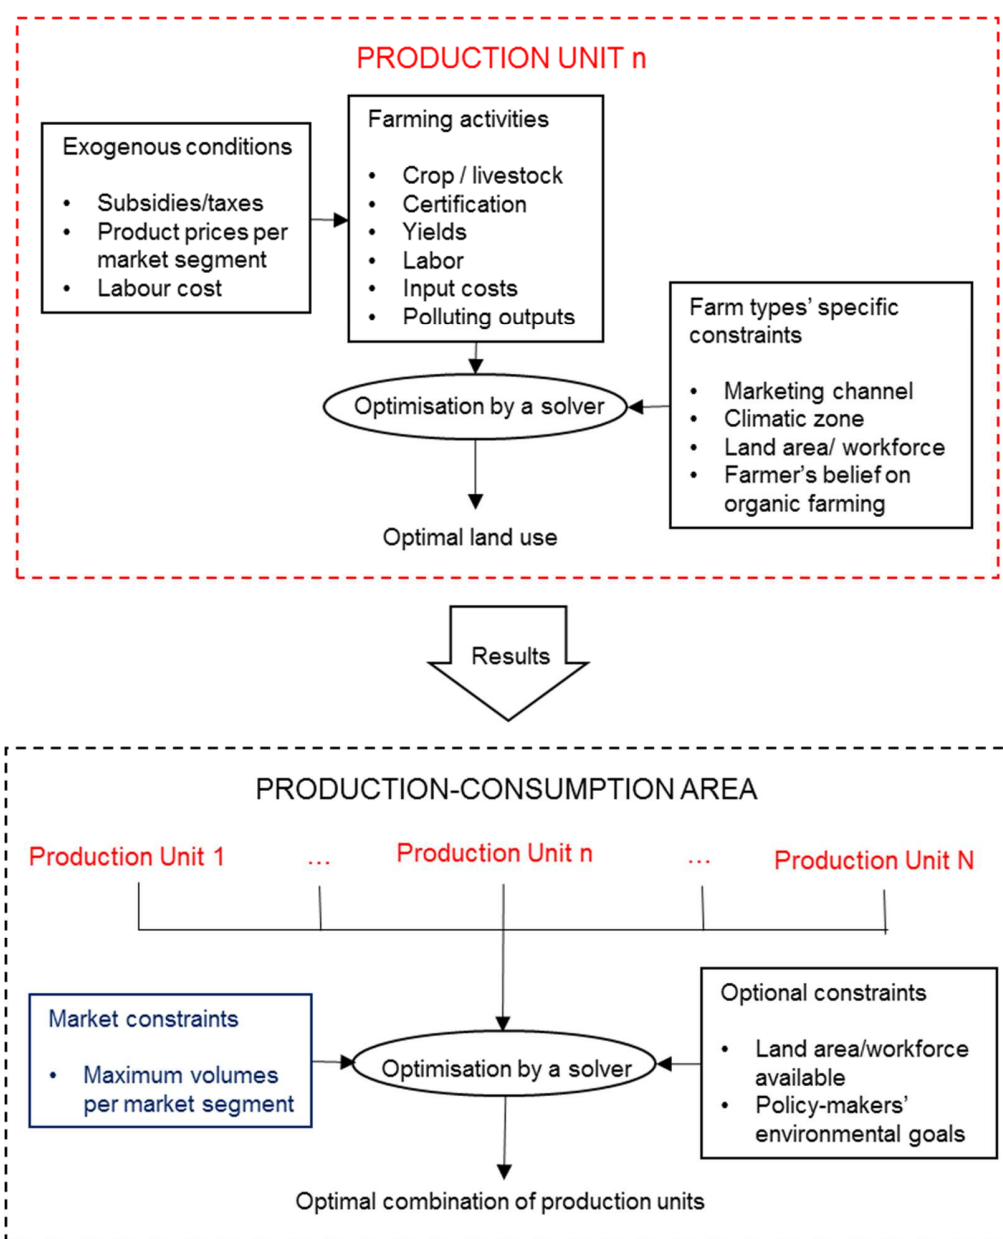 PRODUCTION UNIT n
Exogenous conditions
• Subsidies/taxes
• Product prices per
market segment
• Labour cost
Farming activities
• Crop / livestock
• Certification
• Yields
• Labor
• Input costs
• Polluting outputs
Farm types’ specific
constraints
• Marketing channel
• Climatic zone
• Land area/ workforce
• Farmer’s belief on
organic farming
Optimisation by a solver
Optimal land use
Results
PRODUCTION-CONSUMPTION AREA
Production Unit 1 ... Production Unit n ... Production Unit N
Market constraints
• Maximum volumes
per market segment
Optimisation by a solver
Optional constraints
• Land area/workforce
available
• Policy-makers’
environmental goals
Optimal combination of production units